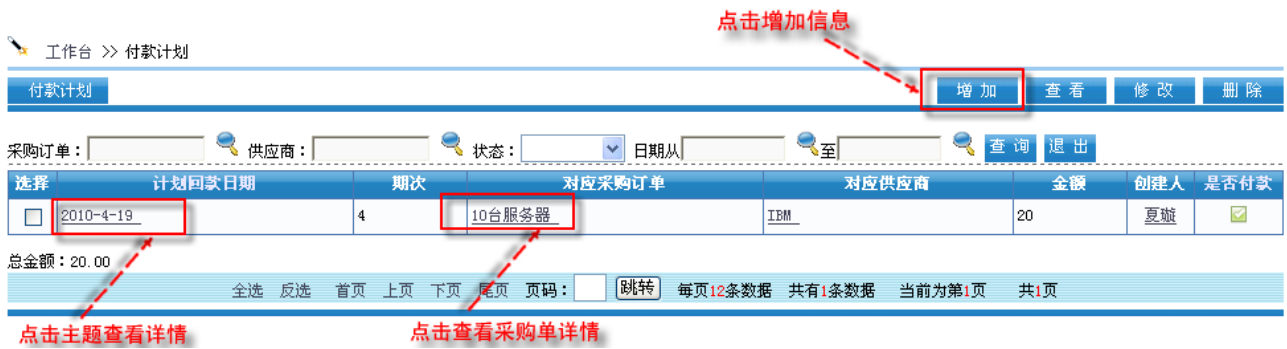 点击增加信息
工作台 >> 付款计划
付款计划 增 加 查 看 修 改 删 除
采购订单： 供应商： 状态： 日期从 至 查 询 退 出
选择 计划回款日期 期次 对应采购订单 对应供应商 金额 创建人 是否付款
2010-4-19 4 10台服务器 IBM 20 夏璇
总金额：20.00
全选 反选 首页 上页 下页 尾页 页码： 跳转 每页12条数据 共有1条数据 当前为第1页 共1页
点击主题查看详情 点击查看采购单详情